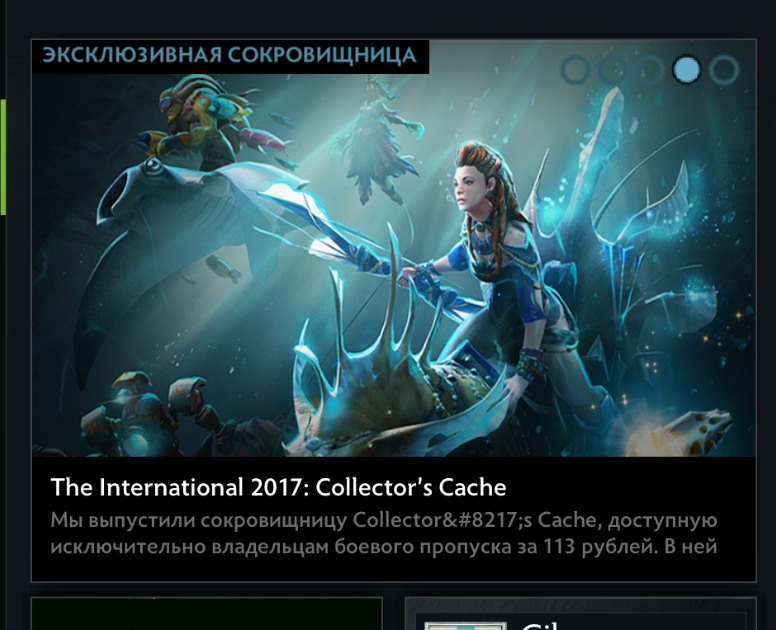 ЭКСКЛЮЗИВНАЯ СОКРОВИЩНИЦА
The International 2017: Collector’s Cache
Мы выпустили сокровищницу Collector&#8217;s Cache, доступную
исключительно владельцам боевого пропуска за 113 рублей. В ней